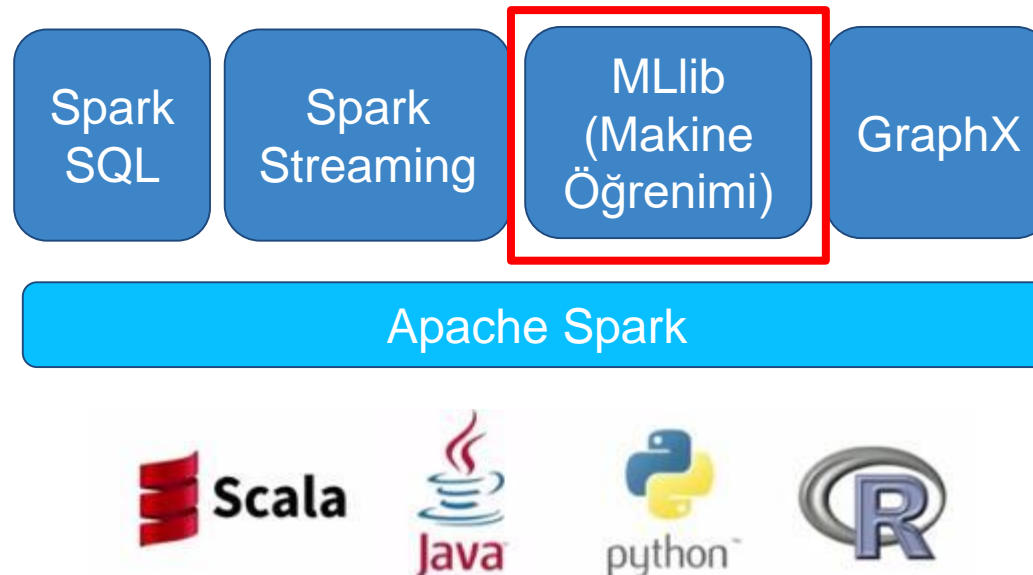 Spark
SQL
Spark
Streaming
MLlib
(Makine
Öğrenimi)
GraphX
Apache Spark
Scala
Java
python
R